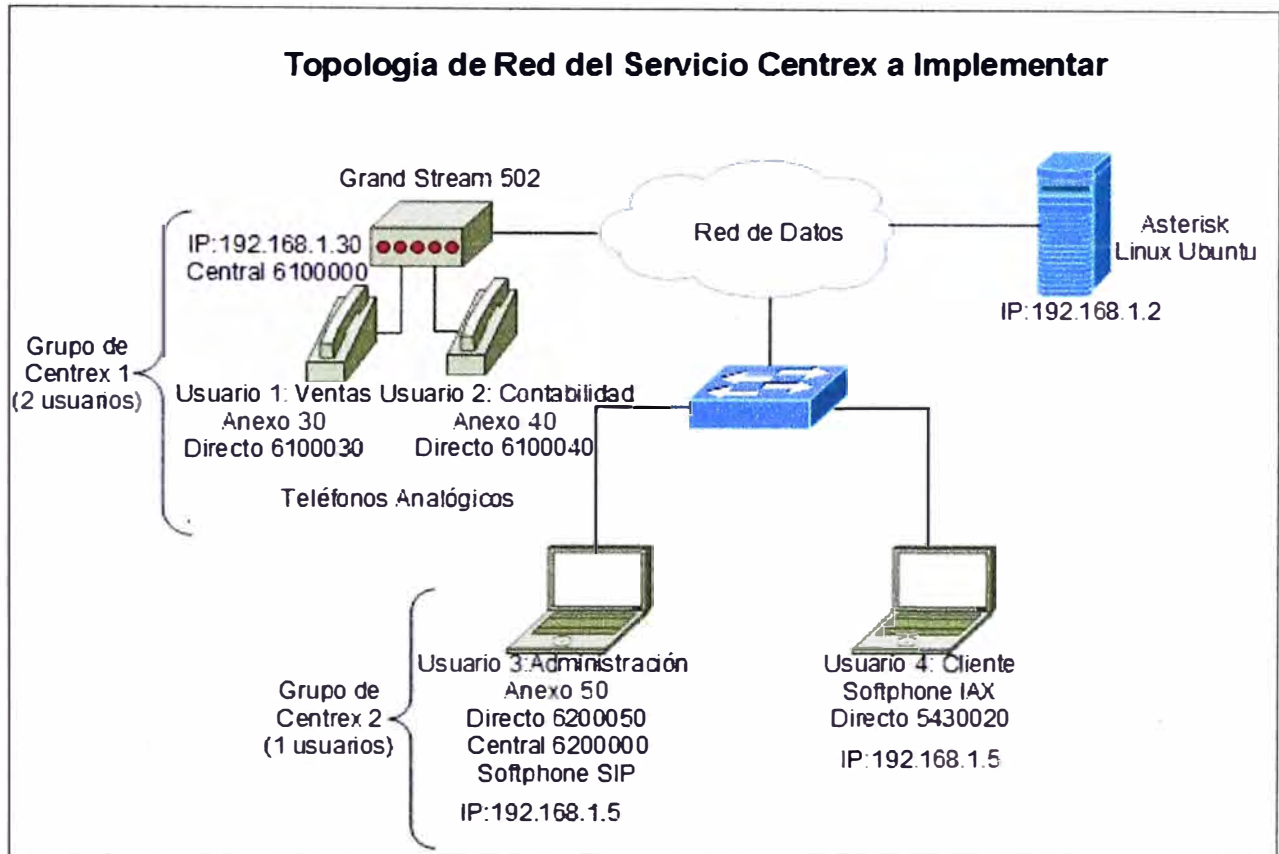 Topología de Red del Servicio Centrex a Implementar
Grand Stream 502
IP:192.168.1.30
Central 6100000
Red de Datos
Asterisk
Linux Ubuntu
IP:192.168.1.2
Grupo de
Centrex 1
(2 usuarios)
Usuario 1: Ventas
Anexo 30
Directo 6100030
Usuario 2: Contabilidad
Anexo 40
Directo 6100040
Teléfonos Analógicos
Grupo de
Centrex 2
(1 usuarios)
Usuario 3:Administración
Anexo 50
Directo 6200050
Central 6200000
Softphone SIP
IP:192.168.1.5
Usuario 4: Cliente
Softphone IAX
Directo 5430020
IP:192.168.1.5